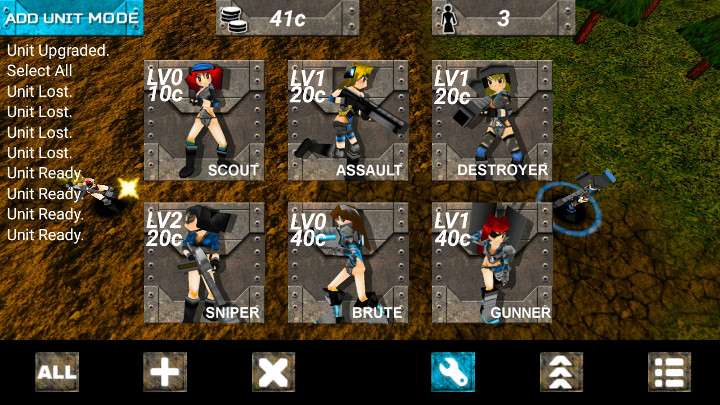 ADD UNIT MODE
41c
3
Unit Upgraded.
Select All
Unit Lost.
Unit Lost.
Unit Lost.
Unit Lost.
Unit Ready.
Unit Ready.
Unit Ready.
Unit Ready.
LV0
10c
SCOUT
LV1
20c
ASSAULT
LV1
20c
DESTROYER
LV2
20c
SNIPER
LV0
40c
BRUTE
LV1
40c
GUNNER
ALL